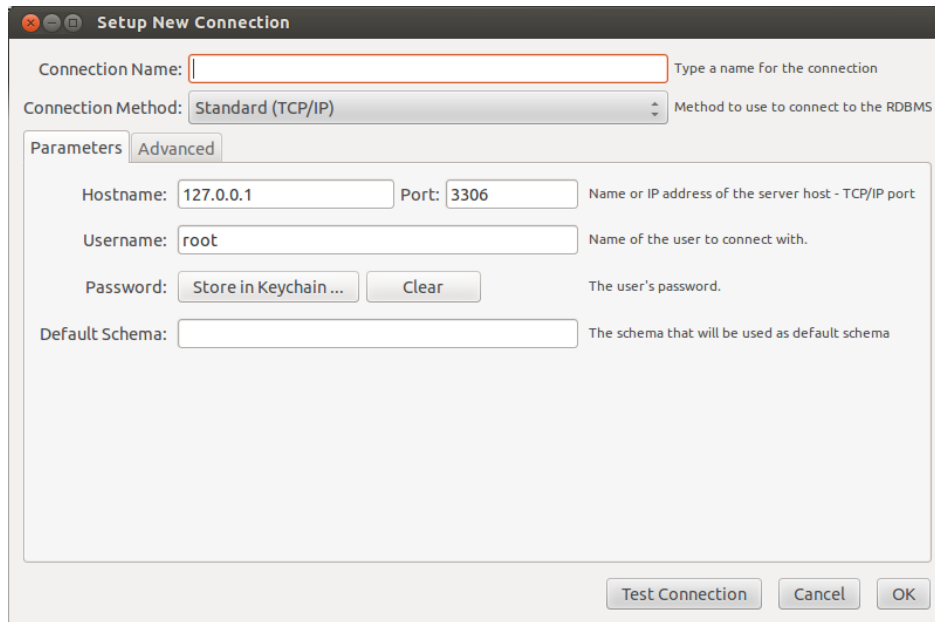 Setup New Connection
Connection Name: Type a name for the connection
Connection Method: Standard (TCP/IP) Method to use to connect to the RDBMS
Parameters Advanced
Hostname: 127.0.0.1 Port: 3306 Name or IP address of the server host - TCP/IP port
Username: root Name of the user to connect with.
Password: Store in Keychain ... Clear The user's password.
Default Schema: The schema that will be used as default schema
Test Connection Cancel OK